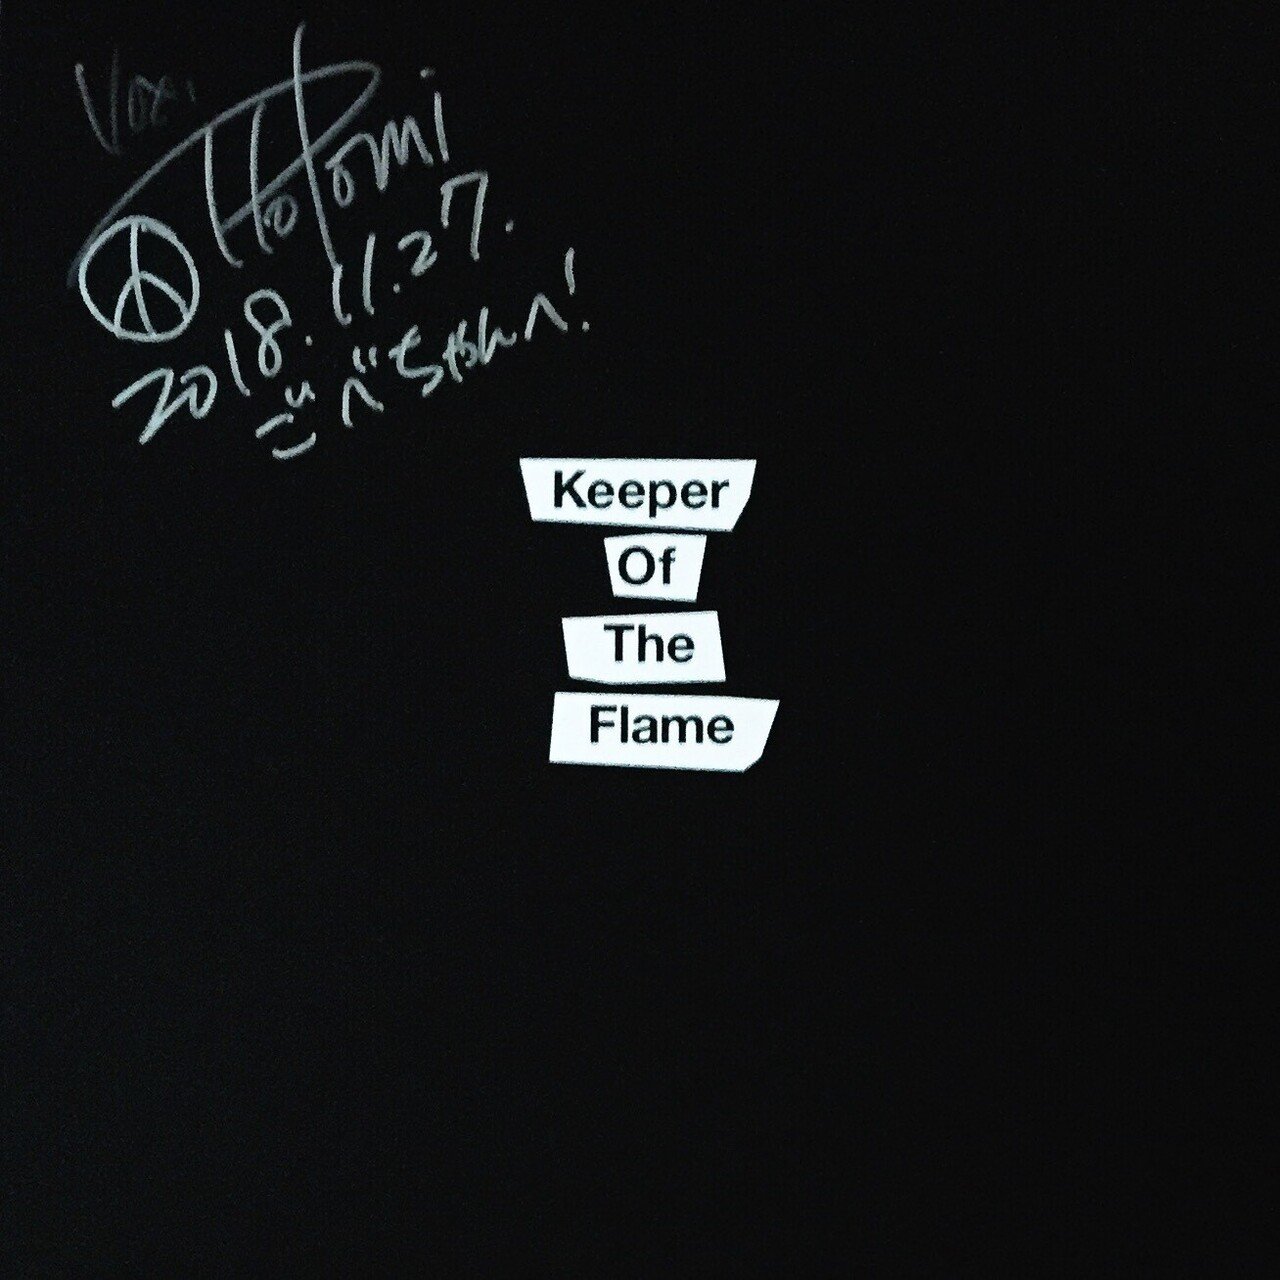 Vox.
HoTomi
2018.11.27.
ごべちゃんへ!
Keeper
Of
The
Flame